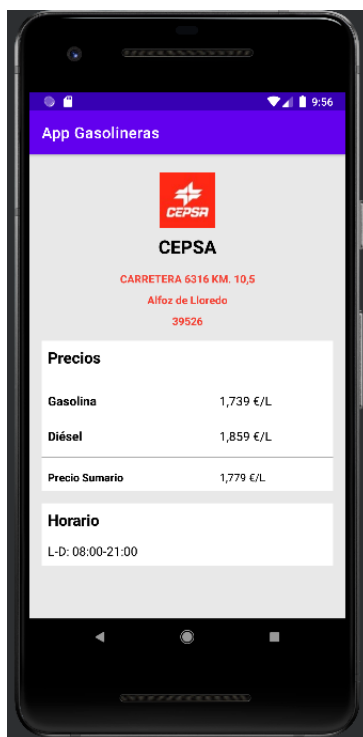 9:56
App Gasolineras
CEPSA
CEPSA
CARRETERA 6316 KM. 10,5
Alfoz de Lloredo
39526
Precios
Gasolina 1,739 €/L
Diésel 1,859 €/L
Precio Sumario 1,779 €/L
Horario
L-D: 08:00-21:00